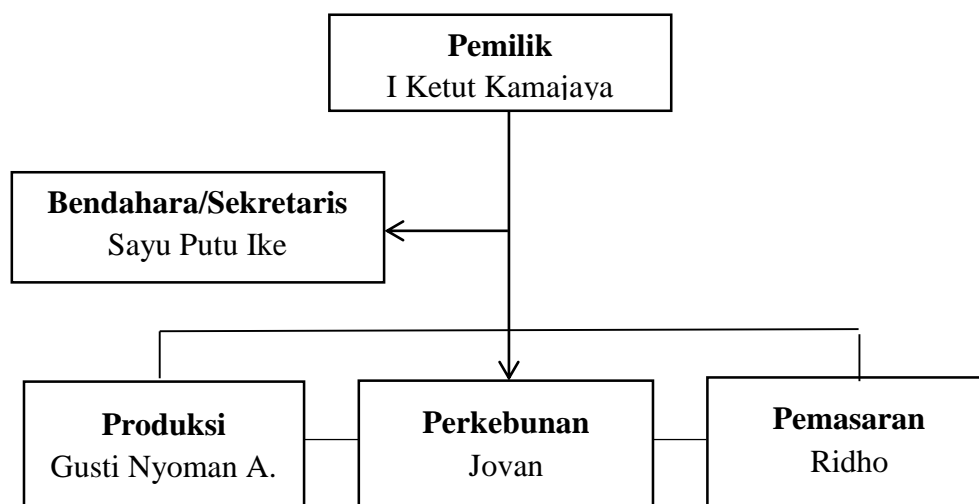 Pemilik
I Ketut Kamajaya
Bendahara/Sekretaris
Sayu Putu Ike
Produksi
Gusti Nyoman A.
Perkebunan
Jovan
Pemasaran
Ridho